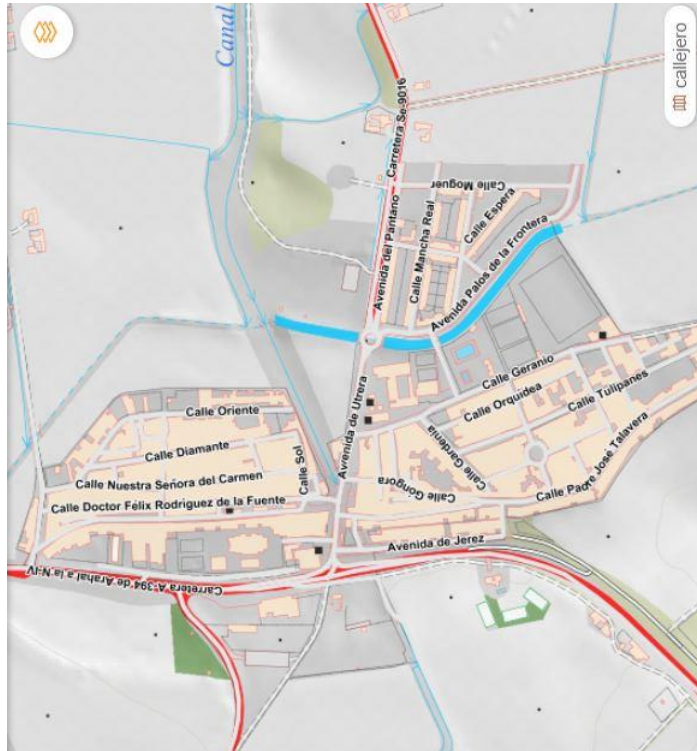 Canal
callejero
Carretera Se-9016
Avenida del Pantano
Calle Moguer
Calle Espera
Calle Mancha Real
Avenida Palos de la Frontera
Calle Geranio
Calle Orquidea
Calle Tulipanes
Avenida de Utrera
Calle Oriente
Calle Diamante
Calle Sol
Calle Nuestra Señora del Carmen
Calle Doctor Félix Rodriguez de la Fuente
Calle Gardenia
Calle Góngora
Calle Padre José Talavera
Avenida de Jerez
Carretera A-394 de Arahal a la N-IV